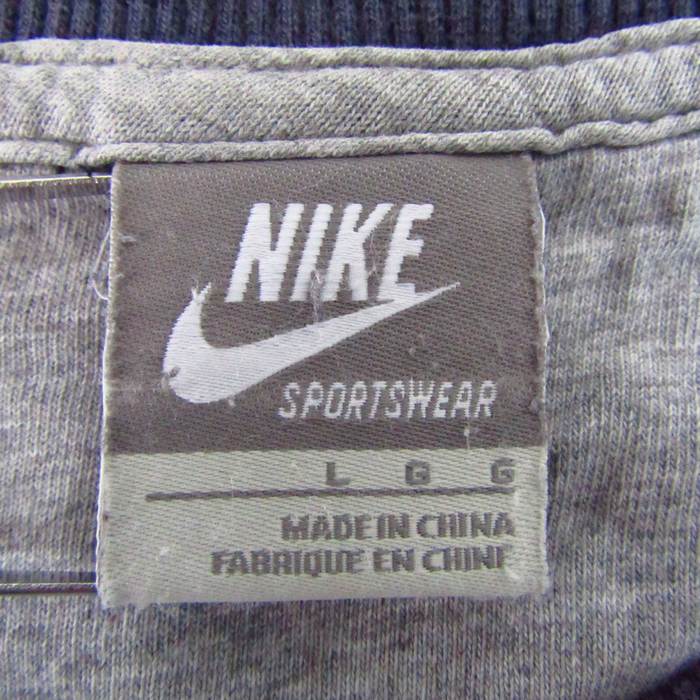 NIKE
SPORTSWEAR
L G G
MADE IN CHINA
FABRIQUE EN CHINE